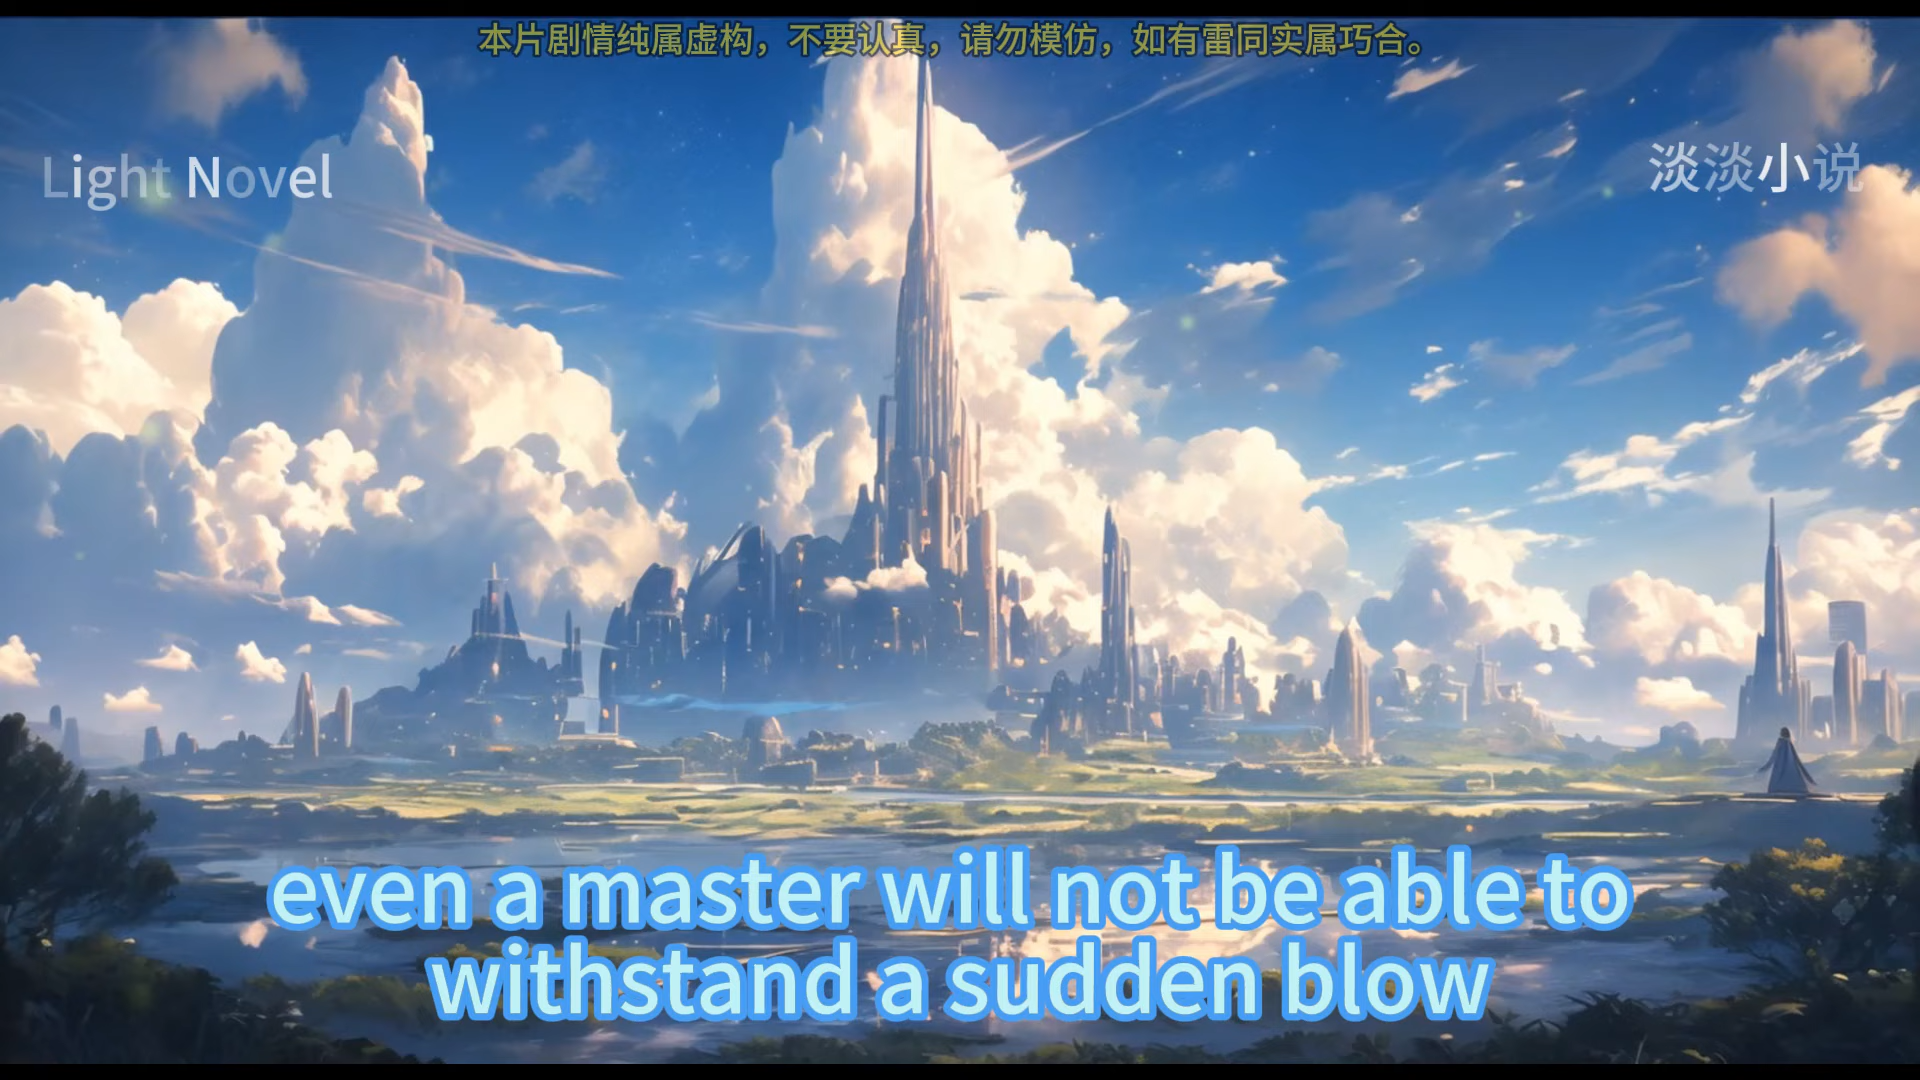 本片剧情纯属虚构，不要认真，请勿模仿，如有雷同实属巧合。
Light Novel
淡淡小说
even a master will not be able to
withstand a sudden blow